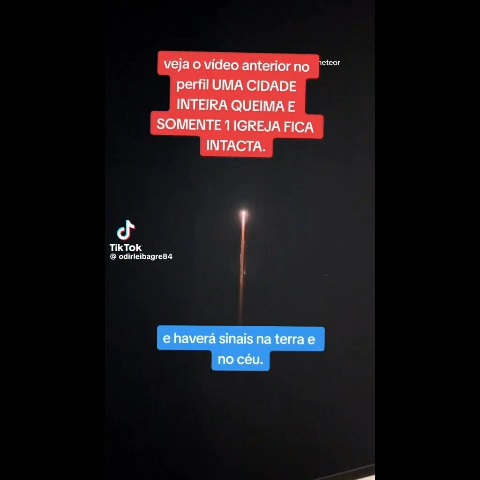 veja o vídeo anterior no
eteor
perfil UMA CIDADE
INTEIRA QUEIMA E
SOMENTE 1 IGREJA FICA
INTACTA.
TikTok
@ odirleibagre84
e haverá sinais na terra e
no céu.